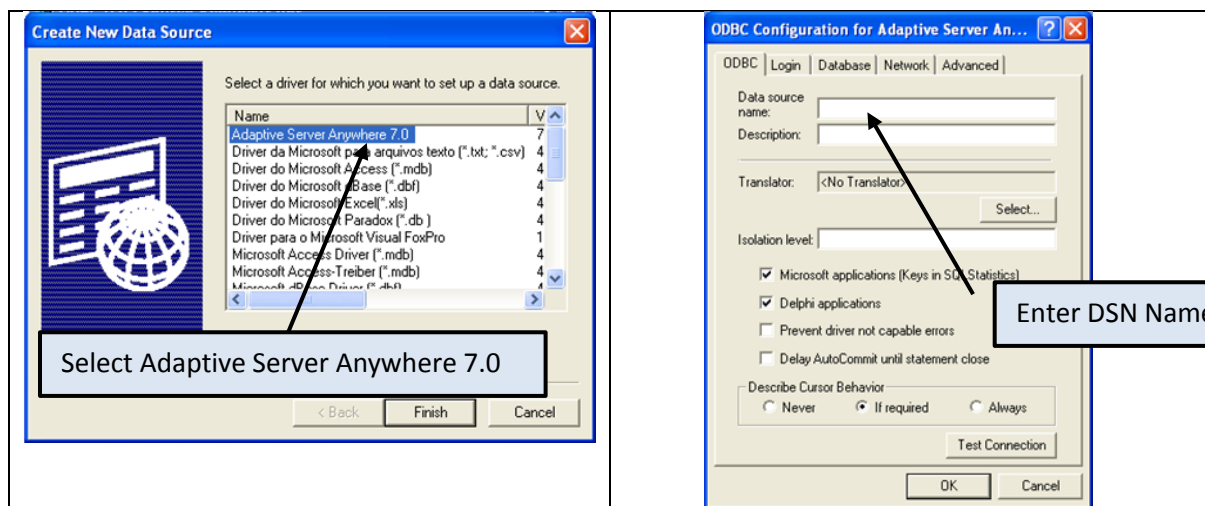 Create New Data Source
Select a driver for which you want to set up a data source.
Name V
Adaptive Server Anywhere 7.0 7
Driver da Microsoft para arquivos texto (*.txt; *.csv) 4
Driver do Microsoft Access (*.mdb) 4
Driver do Microsoft dBase (*.dbf) 4
Driver do Microsoft Excel(*.xls) 4
Driver do Microsoft Paradox (*.db ) 4
Driver para o Microsoft Visual FoxPro 1
Microsoft Access Driver (*.mdb) 4
Microsoft Access-Treiber (*.mdb) 4
Microsoft dBase Driver (*.dbf) 4
Select Adaptive Server Anywhere 7.0
< Back Finish Cancel
ODBC Configuration for Adaptive Server An...
ODBC Login Database Network Advanced
Data source
name:
Description:
Translator: <No Translator>
Select...
Isolation level:
Microsoft applications (Keys in SQLStatistics)
Delphi applications
Enter DSN Name
Prevent driver not capable errors
Delay AutoCommit until statement close
Describe Cursor Behavior
Never If required Always
Test Connection
OK Cancel